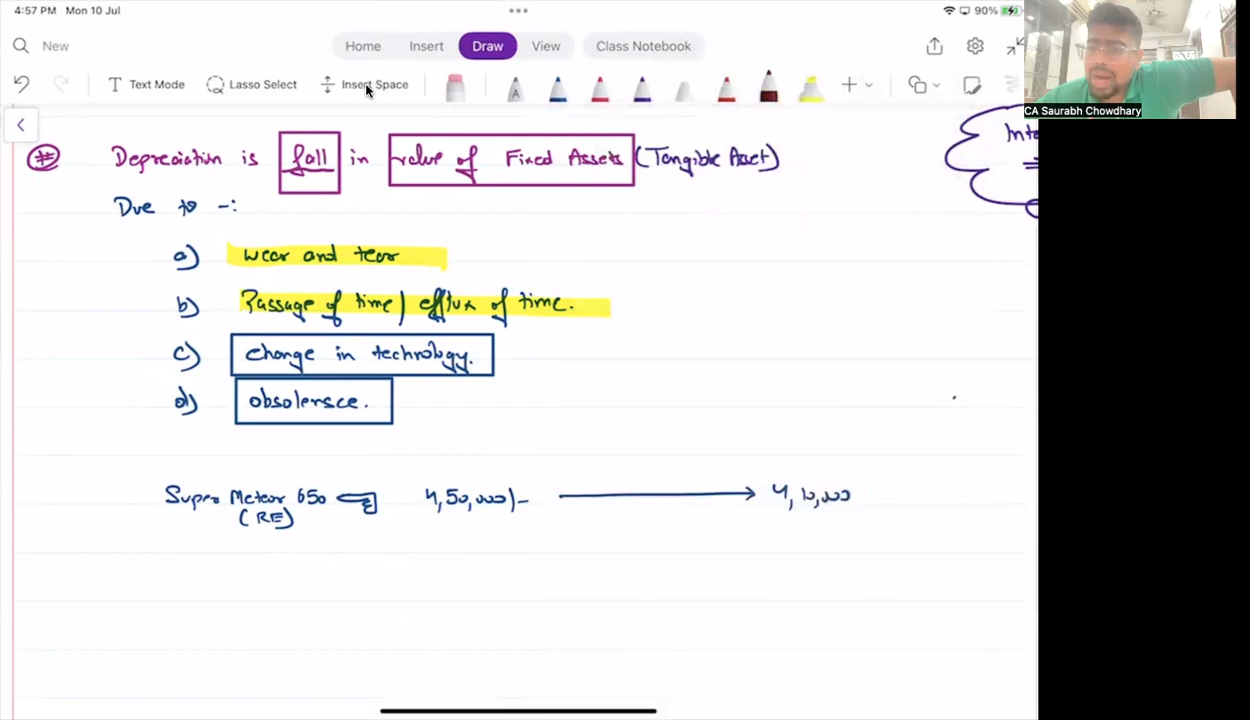 4:57 PM Mon 10 Jul
90%
New
Home Insert Draw View Class Notebook
Text Mode Lasso Select Insert Space
CA Saurabh Chowdhary
Depreciation is fall in value of Fixed Assets (Tangible Asset)
Due to -:
a) wear and tear
b) Passage of time / efflux of time.
c) change in technology.
d) obsolersce.
Super Meteor 650 4,50,000/- 4,10,000
(RE)